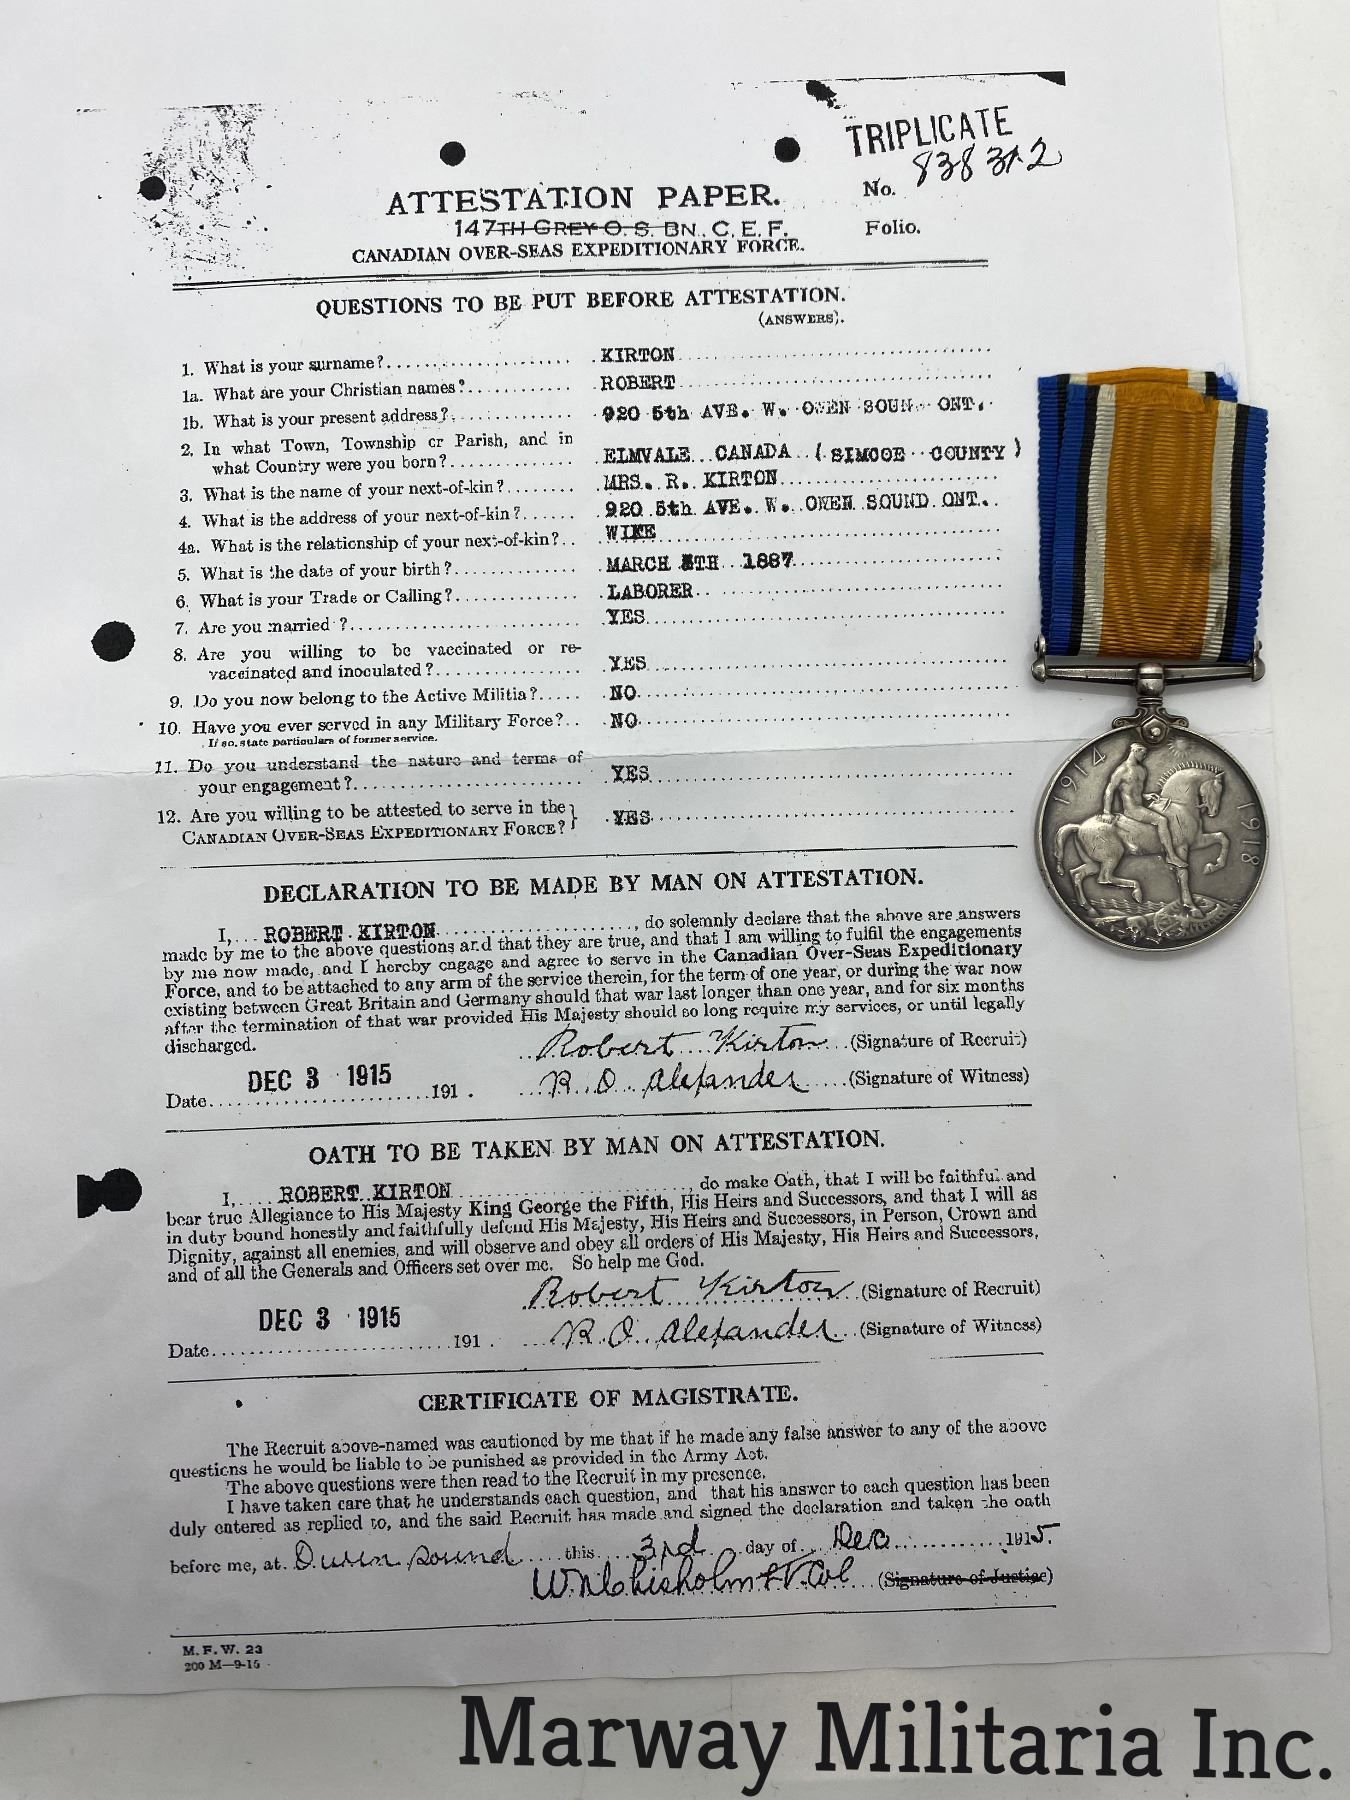 TRIPLICATE
ATTESTATION PAPER.
No. 838312
147TH GREY O. S. BN., C. E. F.
Folio.
CANADIAN OVER-SEAS EXPEDITIONARY FORCE.
QUESTIONS TO BE PUT BEFORE ATTESTATION.
(ANSWERS).
1. What is your surname? KIRTON
1a. What are your Christian names? ROBERT
1b. What is your present address? 920 5th AVE. W. OWEN SOUN ONT.
2. In what Town, Township or Parish, and in
what Country were you born? ELMVALE CANADA (SIMCOE COUNTY)
3. What is the name of your next-of-kin? MRS. R. KIRTON
4. What is the address of your next-of-kin? 920 5th AVE. W. OWEN SOUND ONT.
4a. What is the relationship of your next-of-kin? WIFE
5. What is the date of your birth? MARCH TH 1887
6. What is your Trade or Calling? LABORER
7. Are you married? YES
8. Are you willing to be vaccinated or re-
vaccinated and inoculated? YES
9. Do you now belong to the Active Militia? NO
10. Have you ever served in any Military Force? NO
If so, state particulars of former service.
11. Do you understand the nature and terms of
your engagement? YES
12. Are you willing to be attested to serve in the
CANADIAN OVER-SEAS EXPEDITIONARY FORCE? YES
DECLARATION TO BE MADE BY MAN ON ATTESTATION.
I, ROBERT KIRTON, do solemnly declare that the above are answers
made by me to the above questions and that they are true, and that I am willing to fulfil the engagements
by me now made, and I hereby engage and agree to serve in the Canadian Over-Seas Expeditionary
Force, and to be attached to any arm of the service therein, for the term of one year, or during the war now
existing between Great Britain and Germany should that war last longer than one year, and for six months
after the termination of that war provided His Majesty should so long require my services, or until legally
discharged.
Robert Kirton (Signature of Recruit)
Date DEC 3 1915 191 . R. O. Alexander (Signature of Witness)
OATH TO BE TAKEN BY MAN ON ATTESTATION.
I, ROBERT KIRTON, do make Oath, that I will be faithful and
bear true Allegiance to His Majesty King George the Fifth, His Heirs and Successors, and that I will as
in duty bound honestly and faithfully defend His Majesty, His Heirs and Successors, in Person, Crown and
Dignity, against all enemies, and will observe and obey all orders of His Majesty, His Heirs and Successors,
and of all the Generals and Officers set over me. So help me God.
Robert Kirton (Signature of Recruit)
Date DEC 3 1915 191 . R. O. Alexander (Signature of Witness)
CERTIFICATE OF MAGISTRATE.
The Recruit above-named was cautioned by me that if he made any false answer to any of the above
questions he would be liable to be punished as provided in the Army Act.
The above questions were then read to the Recruit in my presence.
I have taken care that he understands each question, and that his answer to each question has been
duly entered as replied to, and the said Recruit has made and signed the declaration and taken the oath
before me, at Owen Sound this 3rd day of Dec 1915.
Chisholm Lt Col (Signature of Justice)
M. F. W. 23
200 M—9-15
1914
1918
Marway Militaria Inc.